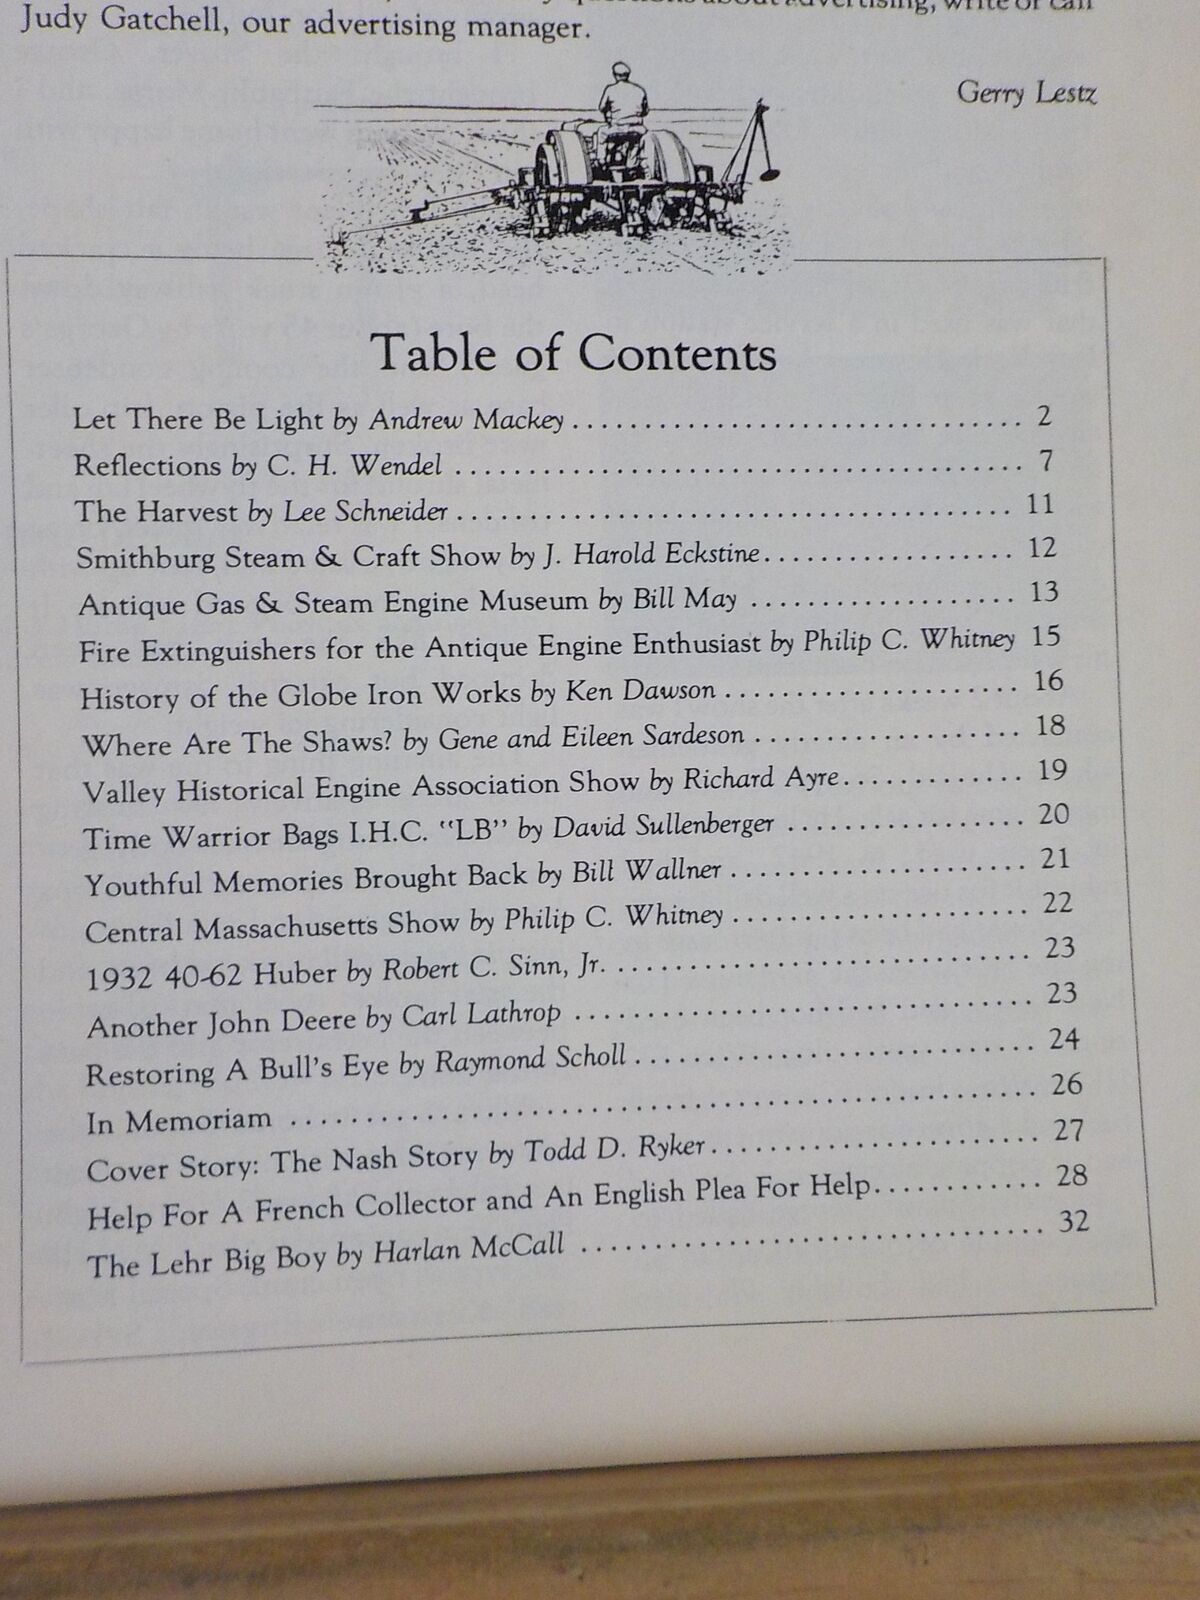 questions about advertising, write or call
Judy Gatchell, our advertising manager.
Gerry Lestz
Table of Contents
Let There Be Light by Andrew Mackey ................................ 2
Reflections by C. H. Wendel ....................................... 7
The Harvest by Lee Schneider ...................................... 11
Smithburg Steam & Craft Show by J. Harold Eckstine.................. 12
Antique Gas & Steam Engine Museum by Bill May ................... 13
Fire Extinguishers for the Antique Engine Enthusiast by Philip C. Whitney 15
History of the Globe Iron Works by Ken Dawson ..................... 16
Where Are The Shaws? by Gene and Eileen Sardeson ................... 18
Valley Historical Engine Association Show by Richard Ayre............. 19
Time Warrior Bags I.H.C. "LB" by David Sullenberger ................. 20
Youthful Memories Brought Back by Bill Wallner ..................... 21
Central Massachusetts Show by Philip C. Whitney ..................... 22
1932 40-62 Huber by Robert C. Sinn, Jr. ............................. 23
Another John Deere by Carl Lathrop ................................ 23
Restoring A Bull's Eye by Raymond Scholl ............................ 24
In Memoriam .................................................... 26
Cover Story: The Nash Story by Todd D. Ryker....................... 27
Help For A French Collector and An English Plea For Help............ 28
The Lehr Big Boy by Harlan McCall ................................ 32